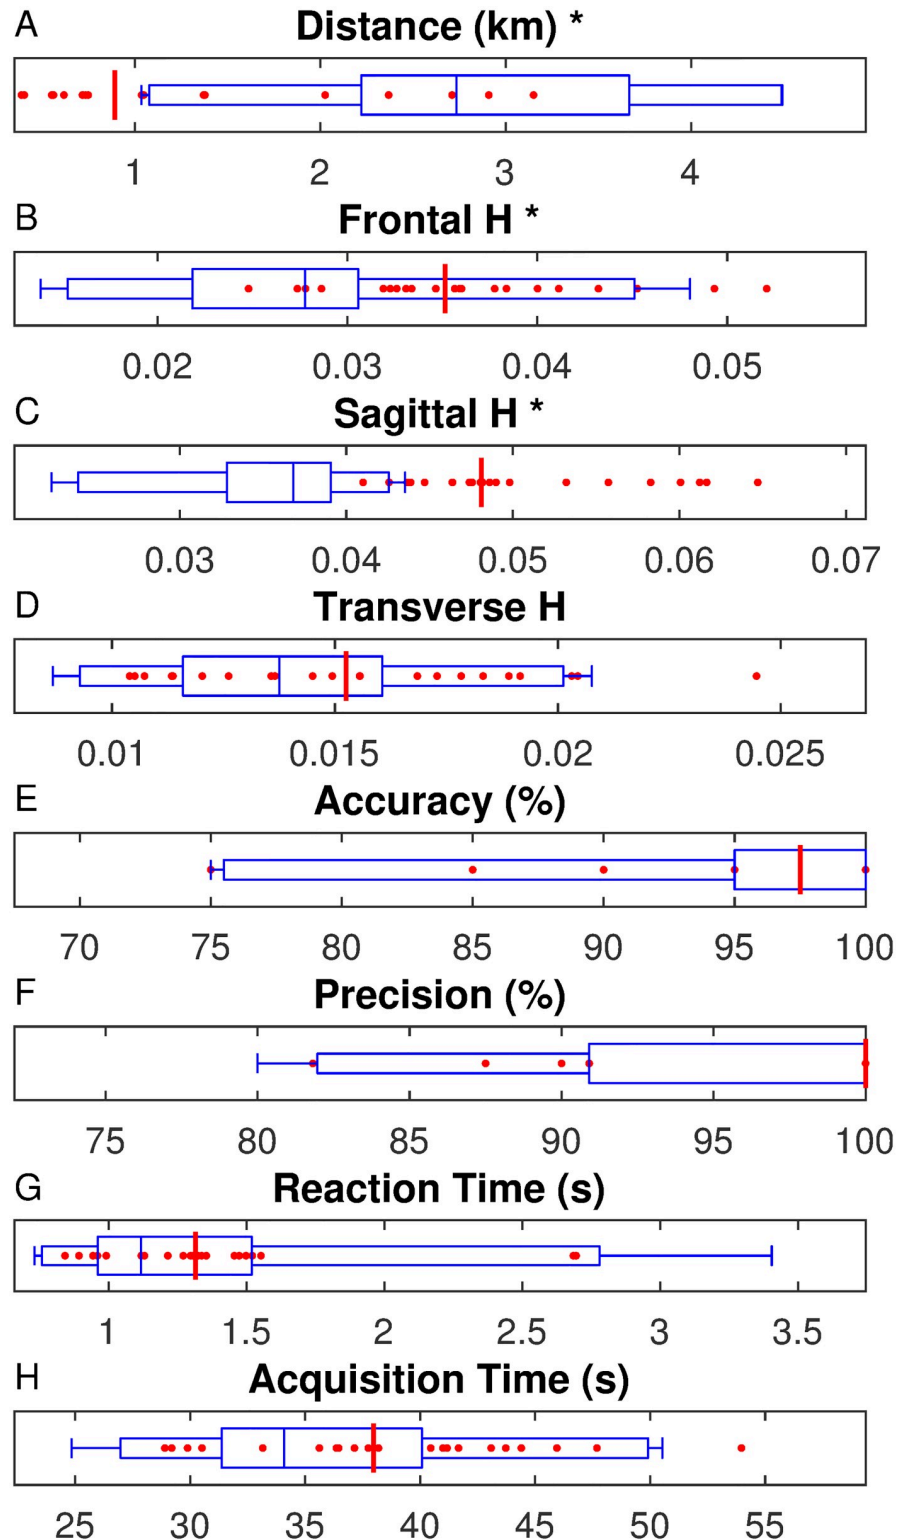 A
Distance (km) *
1 2 3 4
B
Frontal H *
0.02 0.03 0.04 0.05
C
Sagittal H *
0.03 0.04 0.05 0.06 0.07
D
Transverse H
0.01 0.015 0.02 0.025
E
Accuracy (%)
70 75 80 85 90 95 100
F
Precision (%)
75 80 85 90 95 100
G
Reaction Time (s)
1 1.5 2 2.5 3 3.5
H
Acquisition Time (s)
25 30 35 40 45 50 55